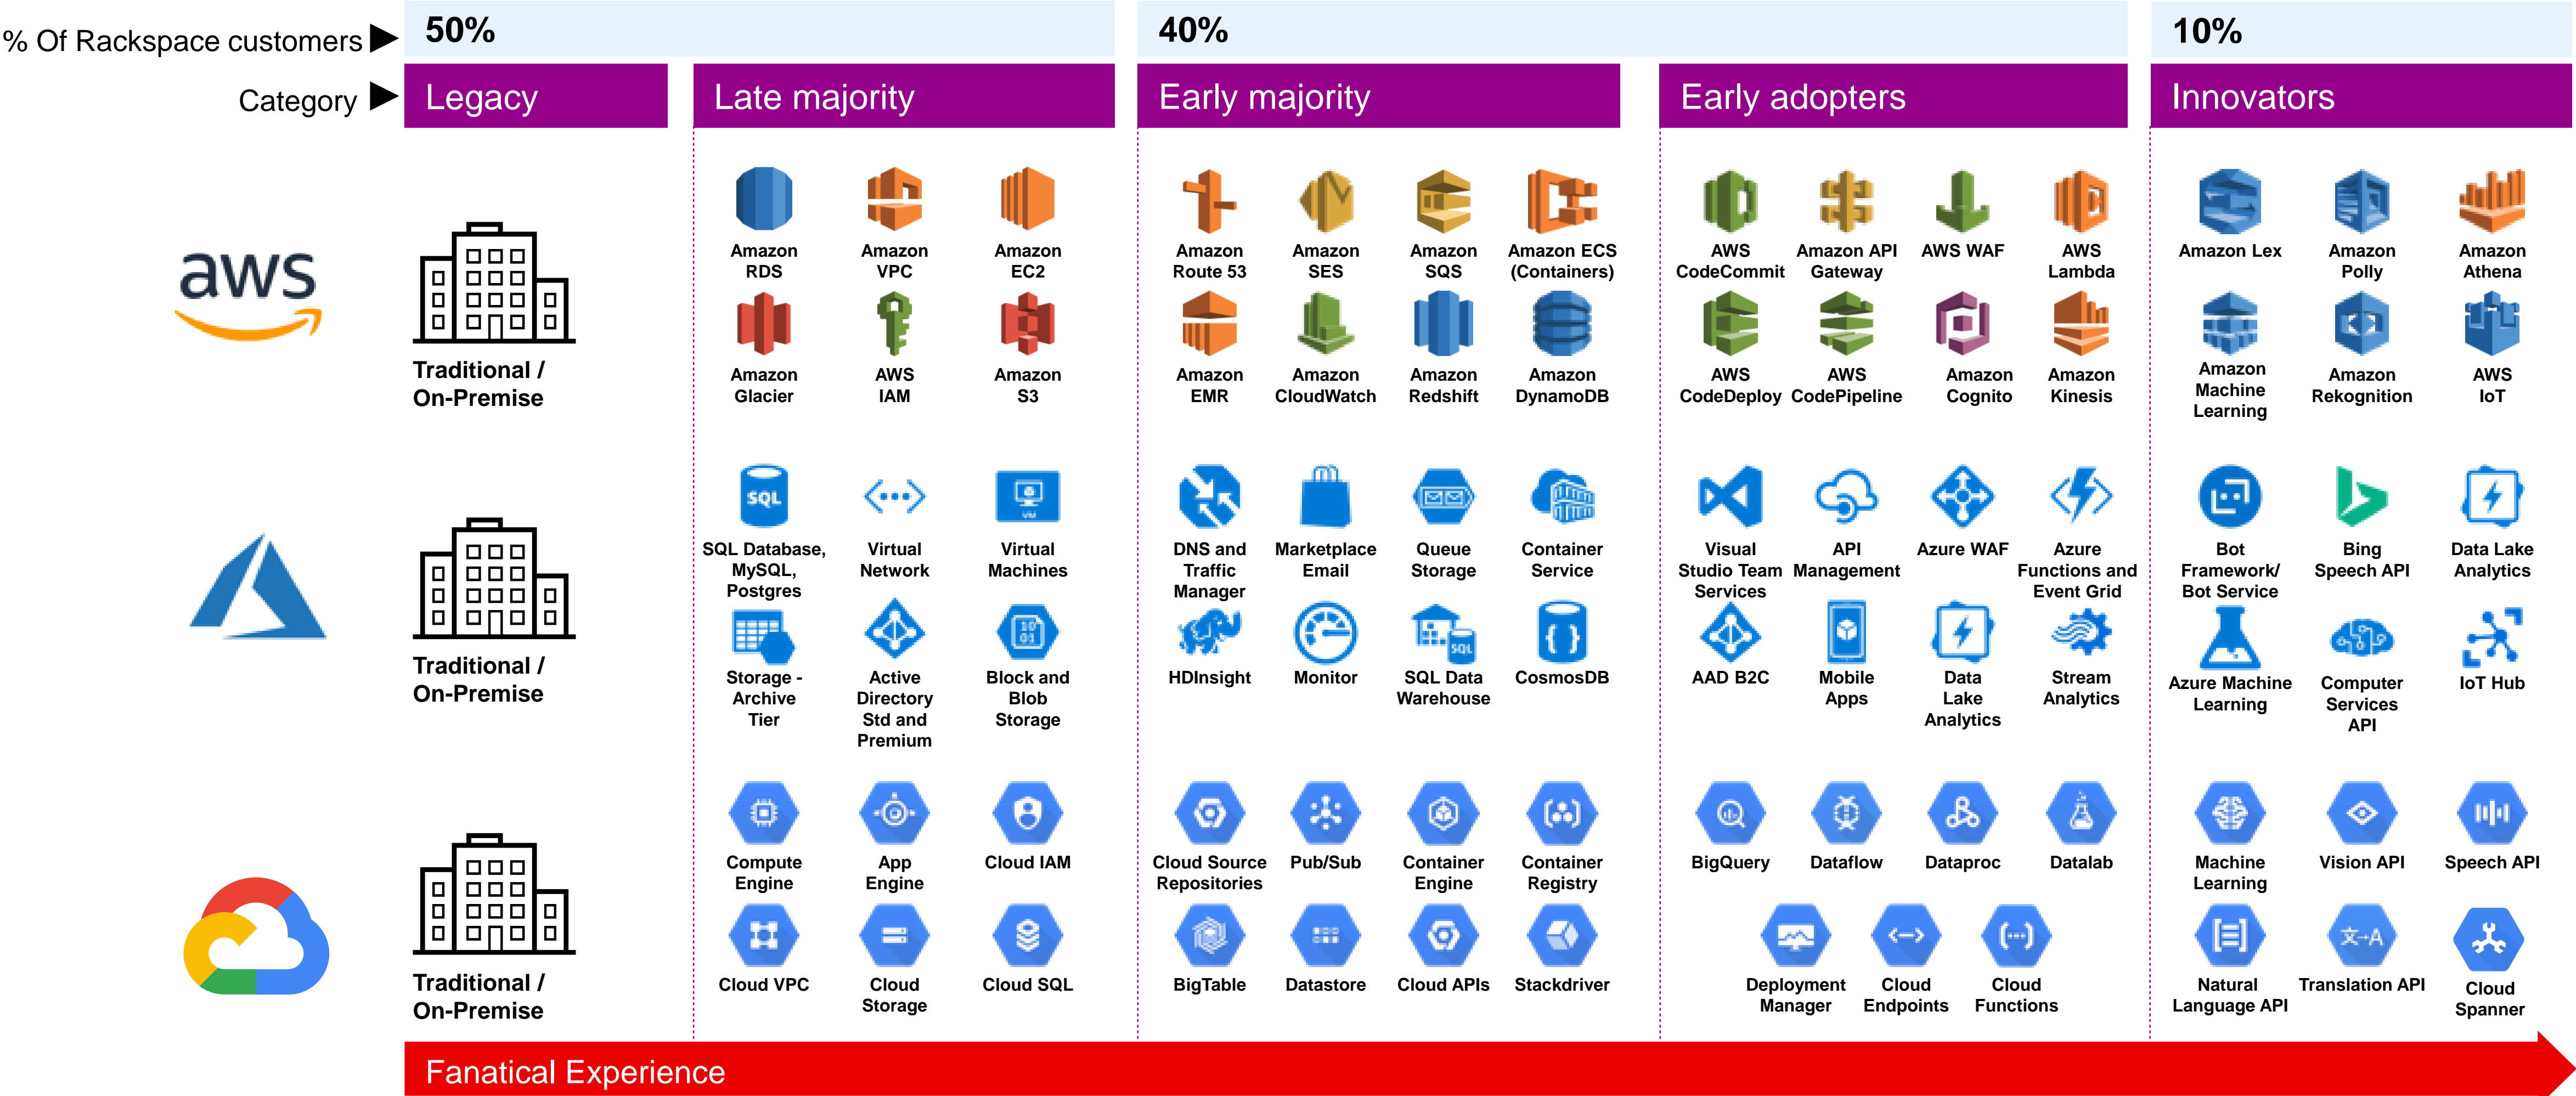 % Of Rackspace customers
50%
40%
10%
Category
Legacy
Late majority
Early majority
Early adopters
Innovators
aws
Traditional /
On-Premise
Amazon
RDS
Amazon
VPC
Amazon
EC2
Amazon
Route 53
Amazon
SES
Amazon
SQS
Amazon ECS
(Containers)
AWS
CodeCommit
Amazon API
Gateway
AWS WAF
AWS
Lambda
Amazon Lex
Amazon
Polly
Amazon
Athena
Amazon
Glacier
AWS
IAM
Amazon
S3
Amazon
EMR
Amazon
CloudWatch
Amazon
Redshift
Amazon
DynamoDB
AWS
CodeDeploy
AWS
CodePipeline
Amazon
Cognito
Amazon
Kinesis
Amazon
Machine
Learning
Amazon
Rekognition
AWS
IoT
Traditional /
On-Premise
SQL
SQL Database,
MySQL,
Postgres
Virtual
Network
VM
Virtual
Machines
DNS and
Traffic
Manager
Marketplace
Email
Queue
Storage
Container
Service
Visual
Studio Team
Services
API
Management
Azure WAF
Azure
Functions and
Event Grid
Bot
Framework/
Bot Service
Bing
Speech API
Data Lake
Analytics
Storage -
Archive
Tier
Active
Directory
Std and
Premium
10
01
Block and
Blob
Storage
HDInsight
Monitor
SQL
SQL Data
Warehouse
CosmosDB
AAD B2C
Mobile
Apps
Data
Lake
Analytics
Stream
Analytics
Azure Machine
Learning
Computer
Services
API
IoT Hub
Traditional /
On-Premise
Compute
Engine
App
Engine
Cloud IAM
Cloud Source
Repositories
Pub/Sub
Container
Engine
Container
Registry
BigQuery
Dataflow
Dataproc
Datalab
Machine
Learning
Vision API
Speech API
Cloud VPC
Cloud
Storage
Cloud SQL
BigTable
Datastore
Cloud APIs
Stackdriver
Deployment
Manager
Cloud
Endpoints
Cloud
Functions
Natural
Language API
文→A
Translation API
Cloud
Spanner
Fanatical Experience